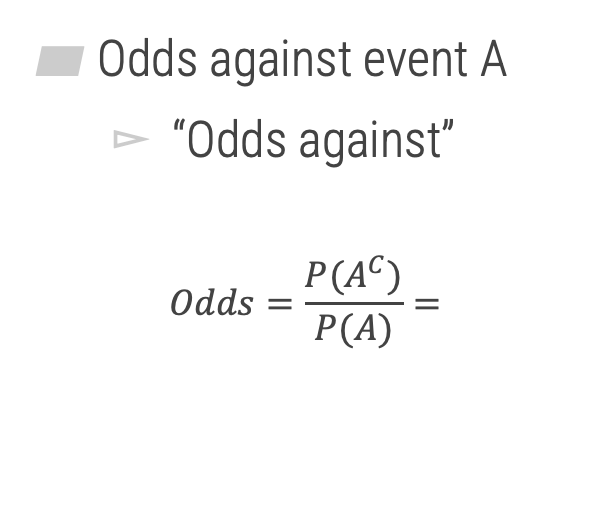 Odds against event A
“Odds against”
Odds = P(A^C) / P(A) =